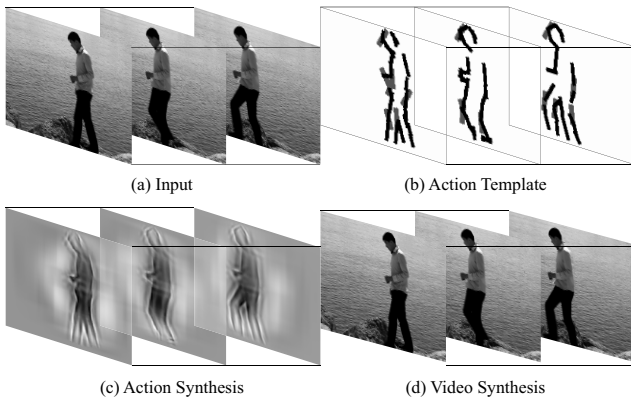 (a) Input
(b) Action Template
(c) Action Synthesis
(d) Video Synthesis